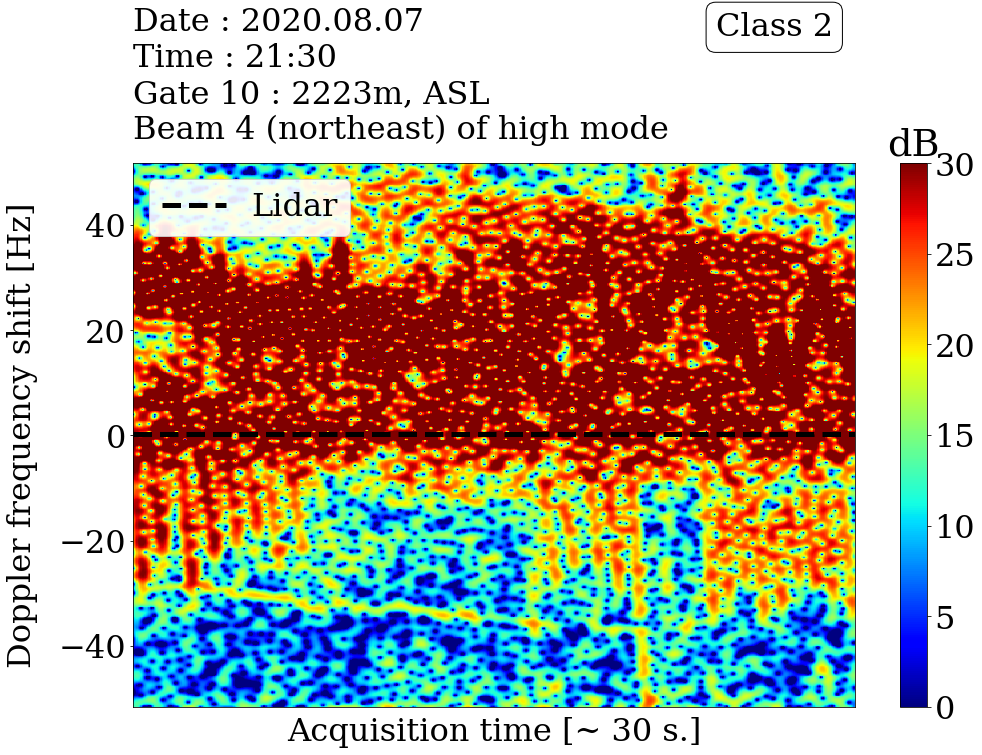 Date : 2020.08.07
Time : 21:30
Gate 10 : 2223m, ASL
Beam 4 (northeast) of high mode
Class 2
dB
Lidar
Doppler frequency shift [Hz]
40
20
0
−20
−40
Acquisition time [~ 30 s.]
30
25
20
15
10
5
0